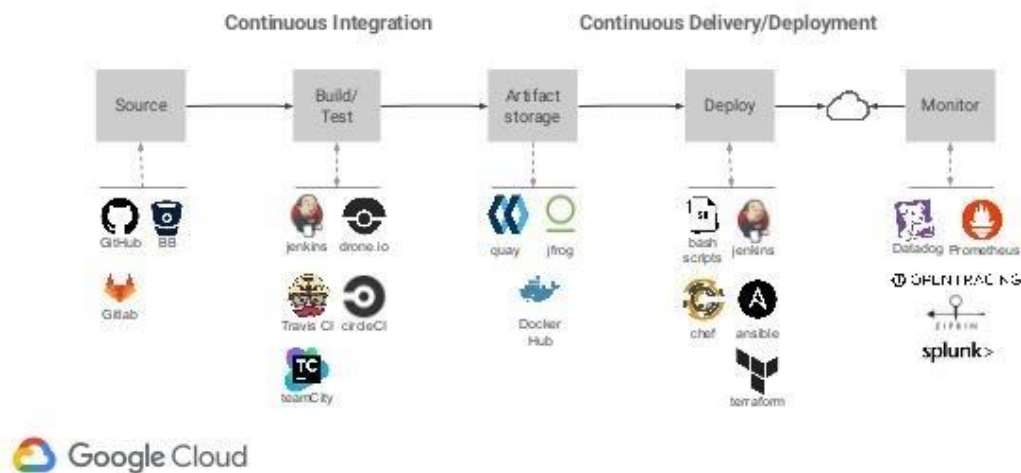 Continuous Integration
Continuous Delivery/Deployment
Source
Build/
Test
Artifact
storage
Deploy
Monitor
GitHub
BB
Gitlab
jenkins
drone.io
Travis CI
circleCI
TC
teamCity
quay
jfrog
Docker
Hub
bash
scripts
jenkins
chef
ansible
terraform
Datadog
Prometheus
OPENTRACING
ZIPKIN
splunk>
Google Cloud